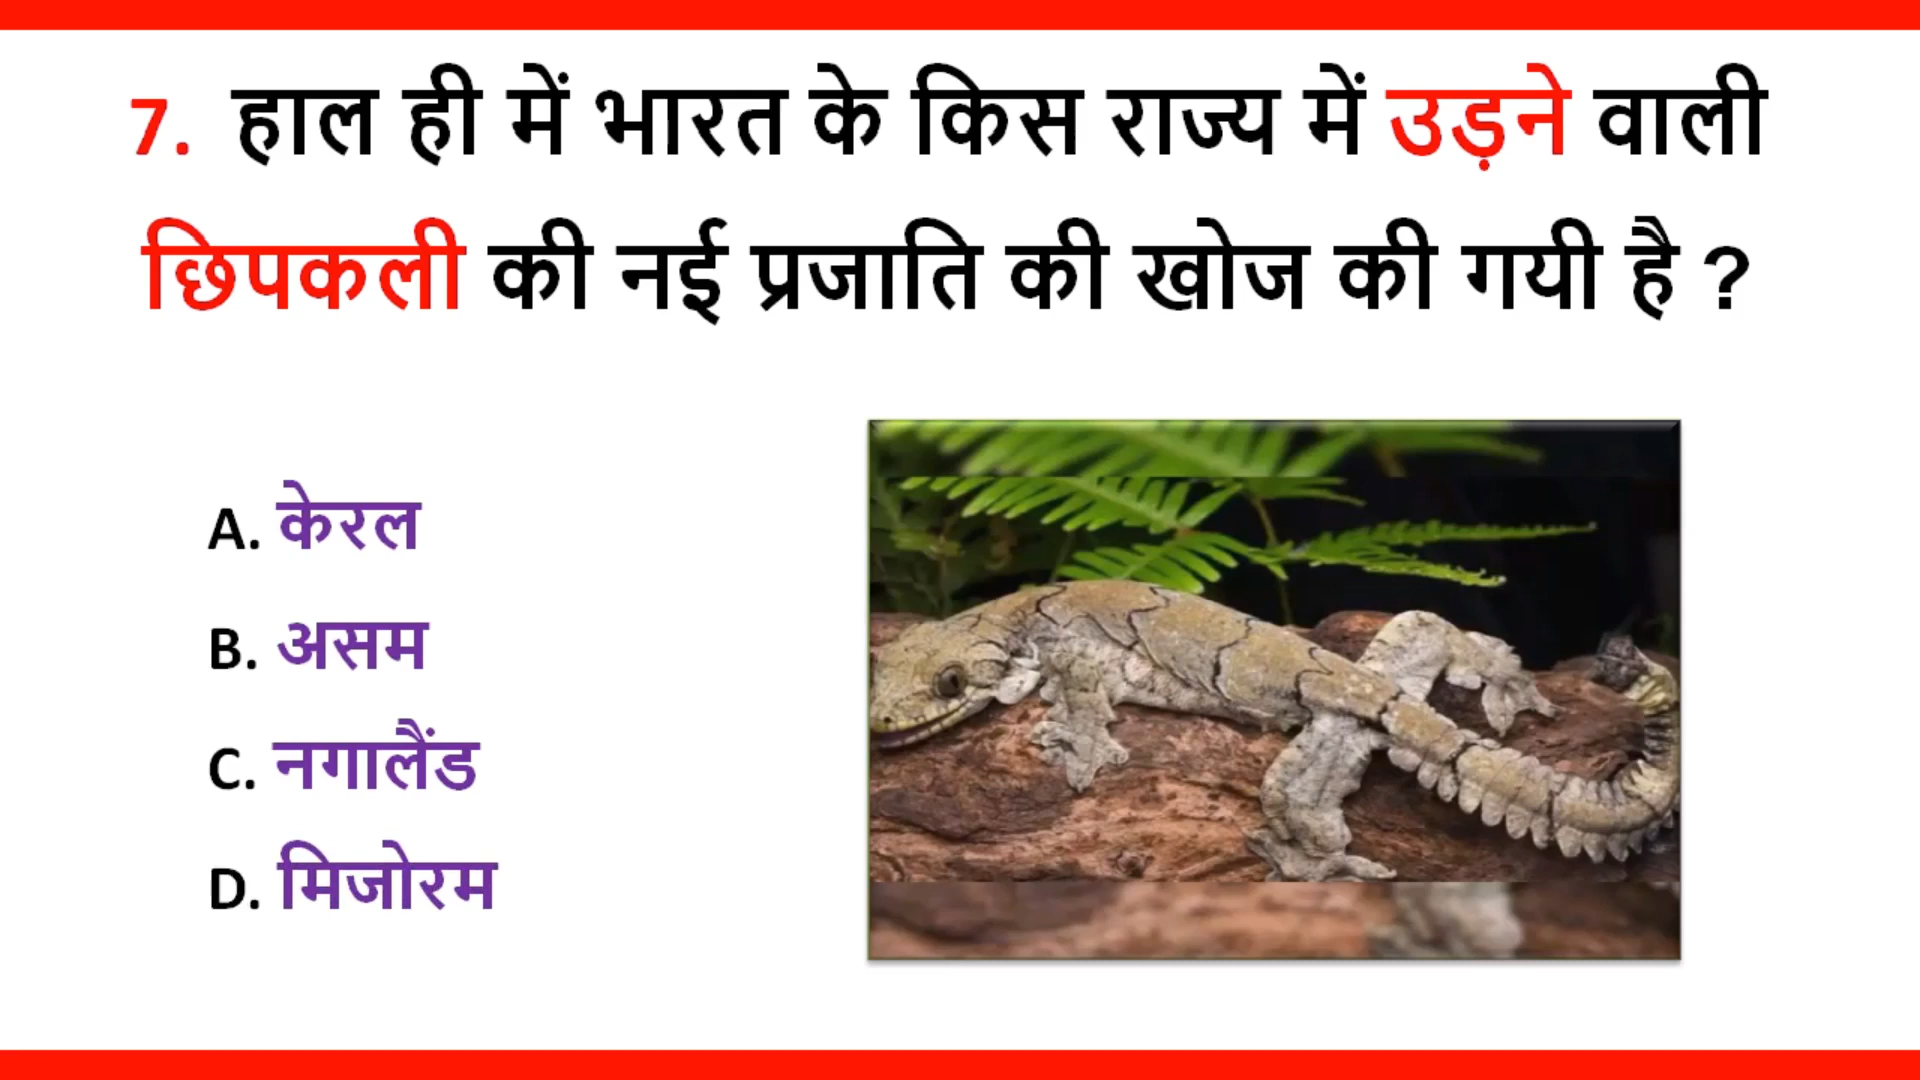 7. हाल ही में भारत के किस राज्य में उड़ने वाली
छिपकली की नई प्रजाति की खोज की गयी है ?
A. केरल
B. असम
C. नगालैंड
D. मिजोरम